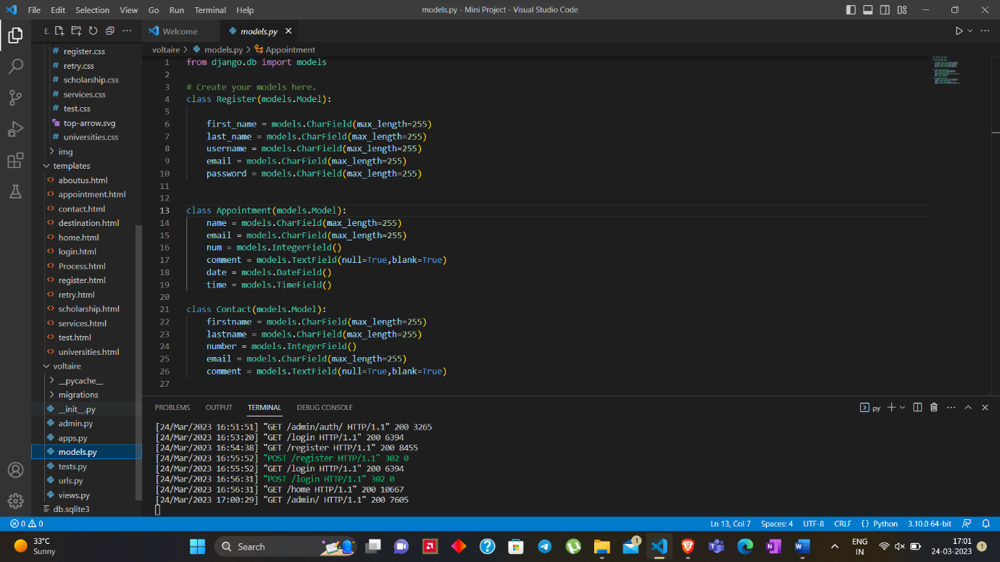 File Edit Selection View Go Run Terminal Help
models.py - Mini Project - Visual Studio Code
E.
Welcome
models.py
voltaire > models.py > Appointment
# register.css
# retry.css
# scholarship.css
# services.css
# test.css
top-arrow.svg
# universities.css
> img
templates
<> aboutus.html
<> appointment.html
<> contact.html
<> destination.html
<> home.html
<> login.html
<> Process.html
<> register.html
<> retry.html
<> scholarship.html
<> services.html
<> test.html
<> universities.html
voltaire
> __pycache__
> migrations
__init__.py
admin.py
apps.py
models.py
tests.py
urls.py
views.py
db.sqlite3
1 from django.db import models
2
3 # Create your models here.
4 class Register(models.Model):
5
6 first_name = models.CharField(max_length=255)
7 last_name = models.CharField(max_length=255)
8 username = models.CharField(max_length=255)
9 email = models.CharField(max_length=255)
10 password = models.CharField(max_length=255)
11
12
13 class Appointment(models.Model):
14 name = models.CharField(max_length=255)
15 email = models.CharField(max_length=255)
16 num = models.IntegerField()
17 comment = models.TextField(null=True,blank=True)
18 date = models.DateField()
19 time = models.TimeField()
20
21 class Contact(models.Model):
22 firstname = models.CharField(max_length=255)
23 lastname = models.CharField(max_length=255)
24 number = models.IntegerField()
25 email = models.CharField(max_length=255)
26 comment = models.TextField(null=True,blank=True)
27
PROBLEMS OUTPUT TERMINAL DEBUG CONSOLE
py
[24/Mar/2023 16:51:51] "GET /admin/auth/ HTTP/1.1" 200 3265
[24/Mar/2023 16:53:20] "GET /login HTTP/1.1" 200 6394
[24/Mar/2023 16:54:38] "GET /register HTTP/1.1" 200 8455
[24/Mar/2023 16:55:52] "POST /register HTTP/1.1" 302 0
[24/Mar/2023 16:55:52] "GET /login HTTP/1.1" 200 6394
[24/Mar/2023 16:56:31] "POST /login HTTP/1.1" 302 0
[24/Mar/2023 16:56:31] "GET /home HTTP/1.1" 200 10667
[24/Mar/2023 17:00:29] "GET /admin/ HTTP/1.1" 200 7605
0 0
Ln 13, Col 7 Spaces: 4 UTF-8 CRLF {} Python 3.10.0 64-bit
33°C
Sunny
Search
1
ENG
IN
17:01
24-03-2023
1